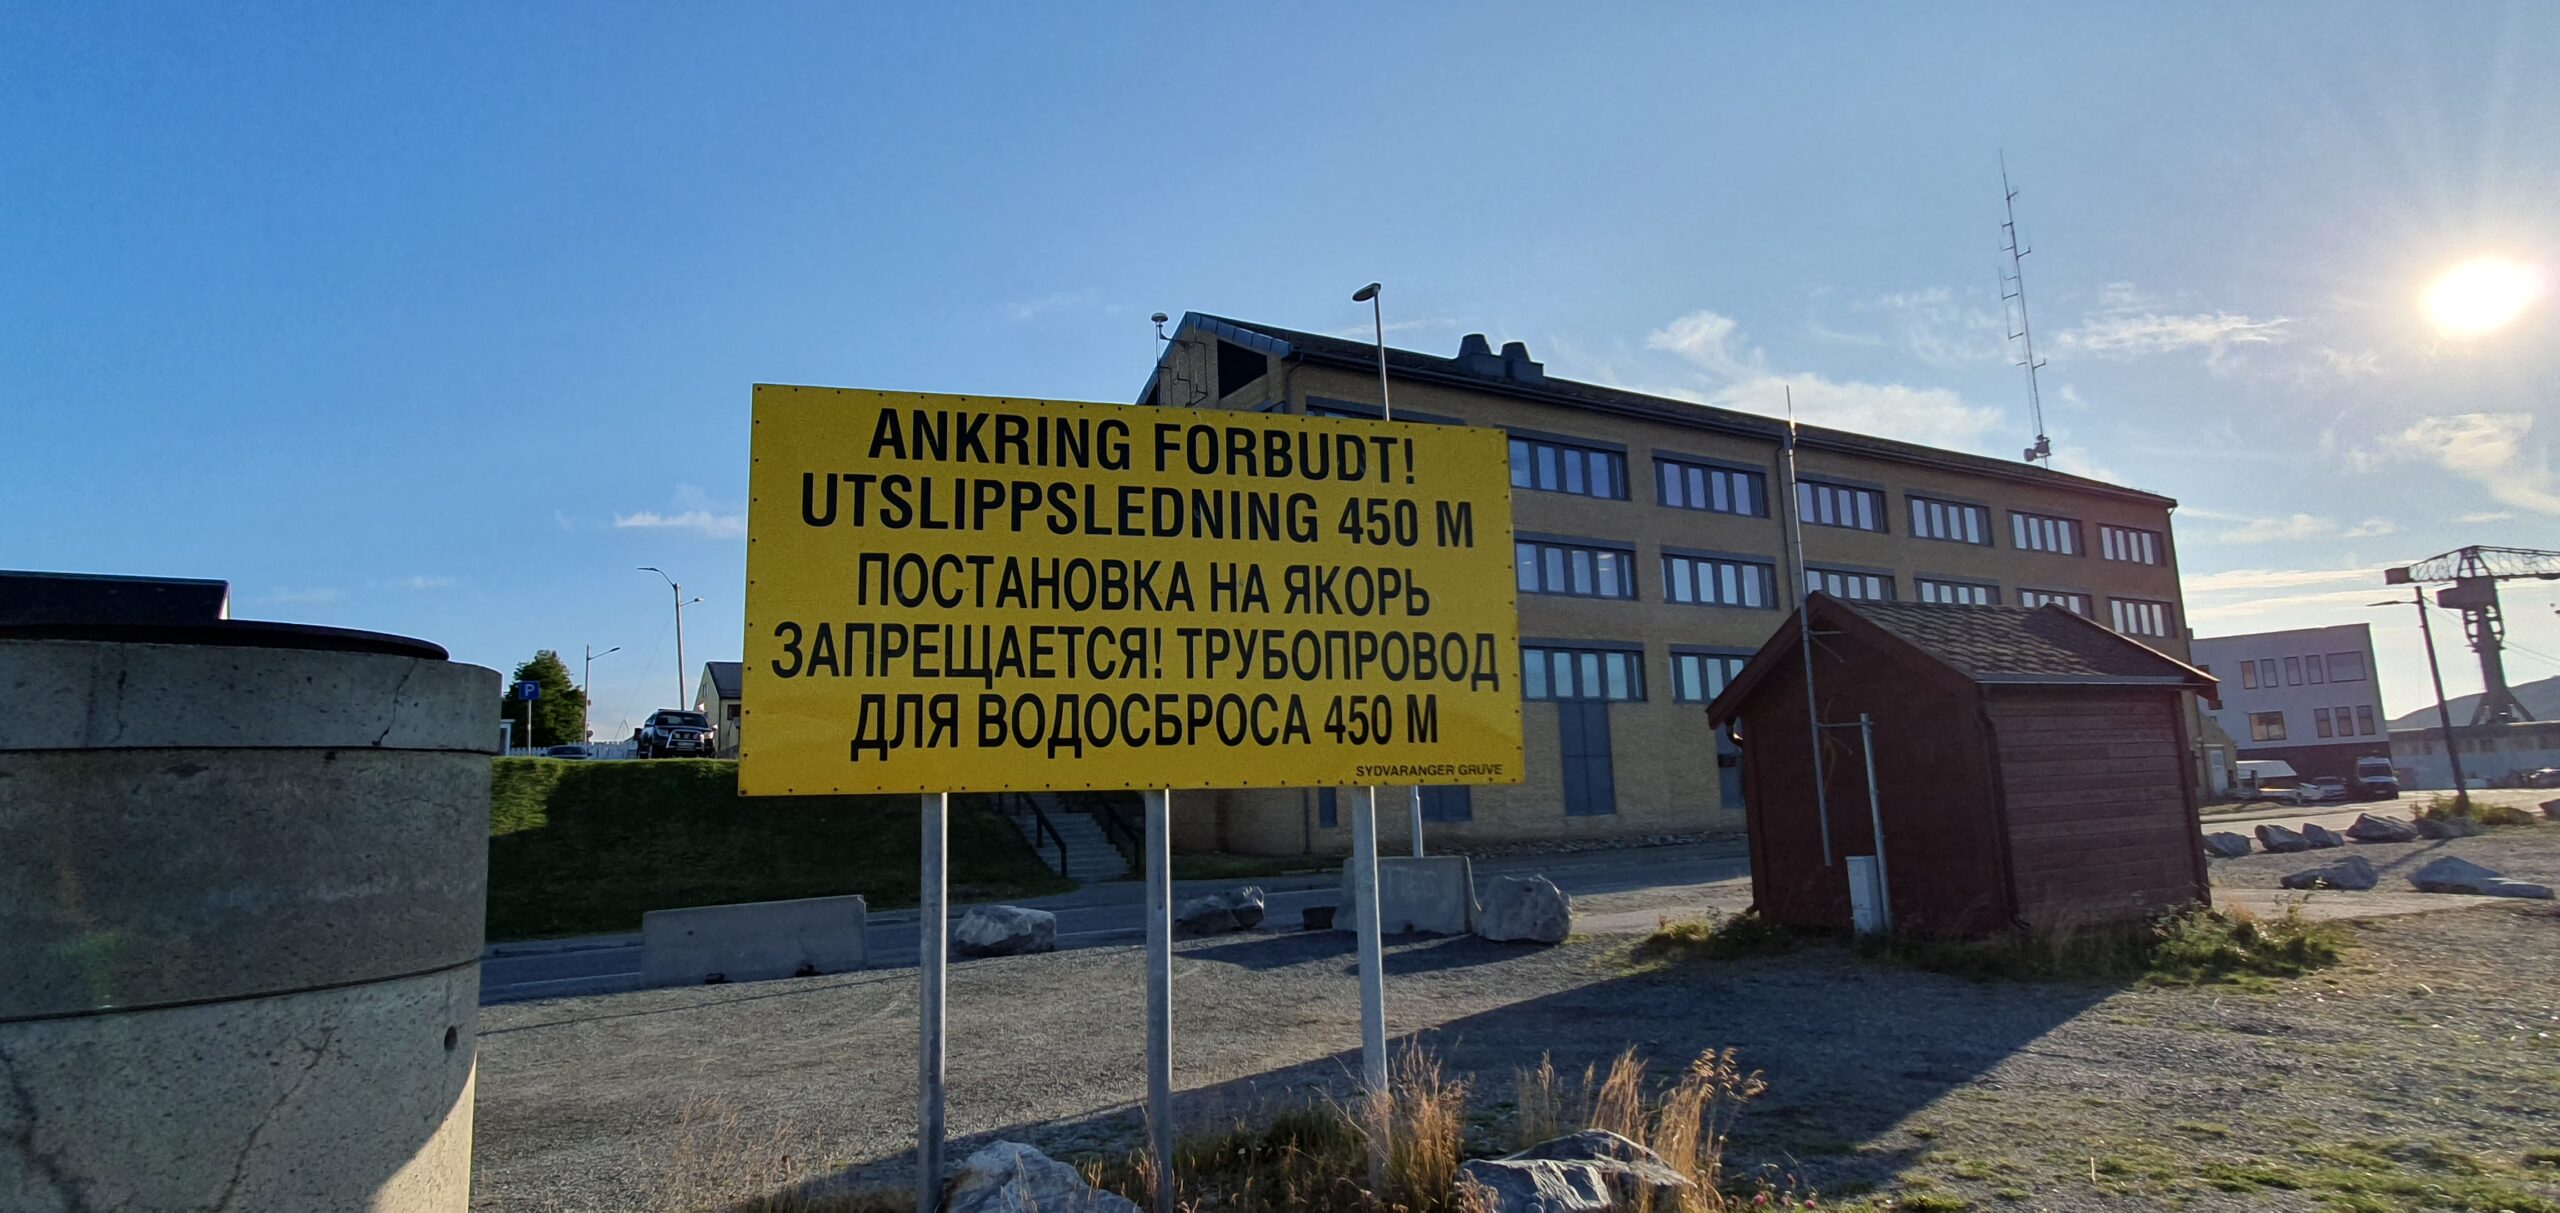 ANKRING FORBUDT!
UTSLIPPSLEDNING 450 M
ПОСТАНОВКА НА ЯКОРЬ
ЗАПРЕЩАЕТСЯ! ТРУБОПРОВОД
ДЛЯ ВОДОСБРОСА 450 М
SYDVARANGER GRUVE
P